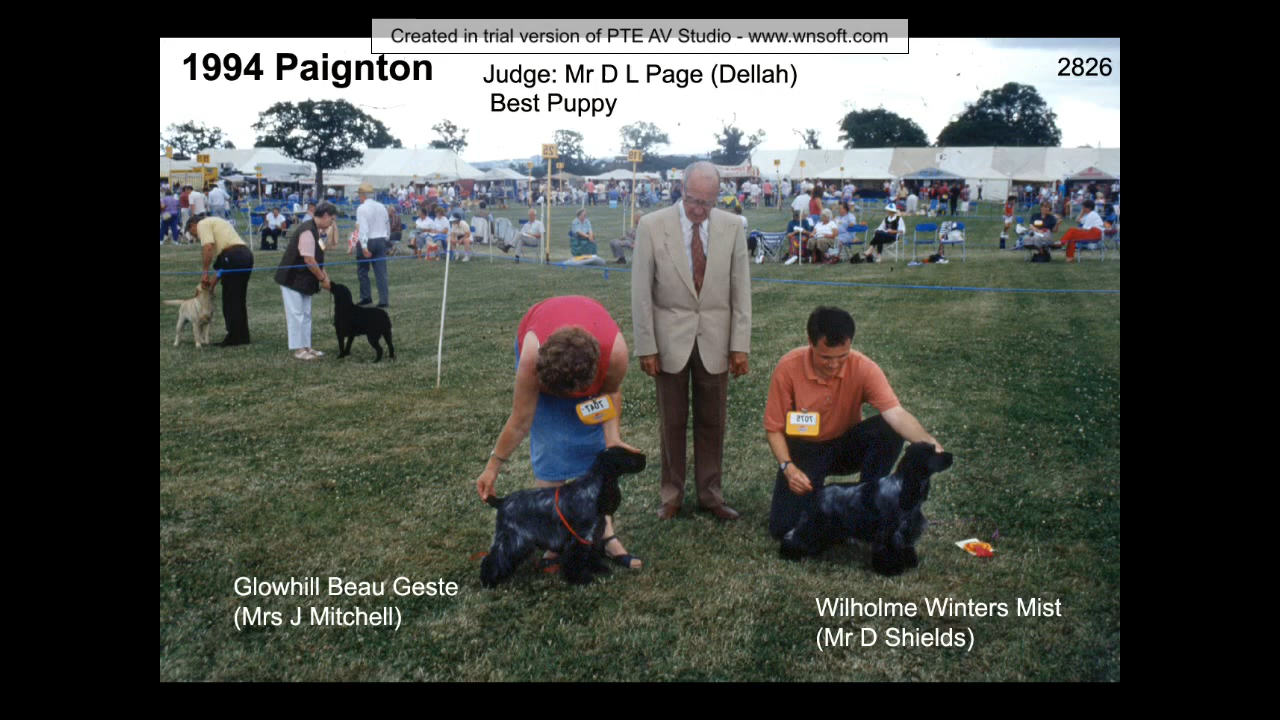 Created in trial version of PTE AV Studio - www.wnsoft.com
1994 Paignton
Judge: Mr D L Page (Dellah)
Best Puppy
2826
Glowhill Beau Geste
(Mrs J Mitchell)
Wilholme Winters Mist
(Mr D Shields)